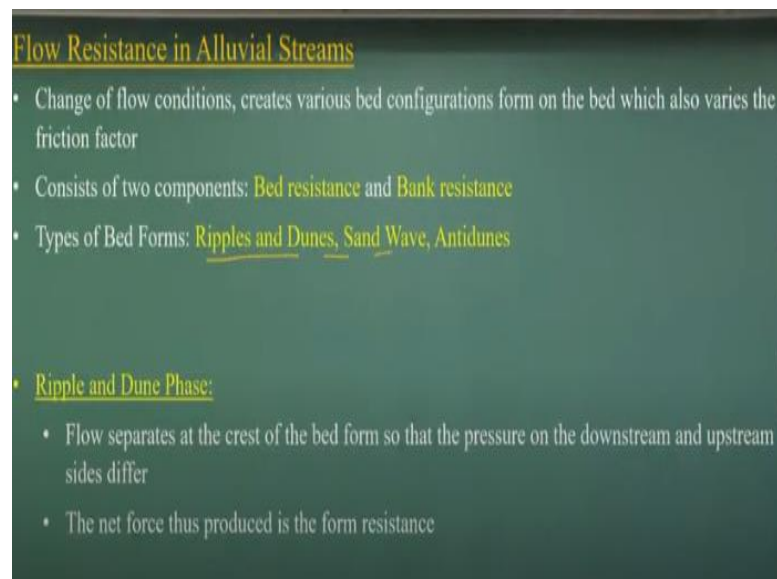 Flow Resistance in Alluvial Streams
• Change of flow conditions, creates various bed configurations form on the bed which also varies the
friction factor
• Consists of two components: Bed resistance and Bank resistance
• Types of Bed Forms: Ripples and Dunes, Sand Wave, Antidunes
• Ripple and Dune Phase:
• Flow separates at the crest of the bed form so that the pressure on the downstream and upstream
sides differ
• The net force thus produced is the form resistance